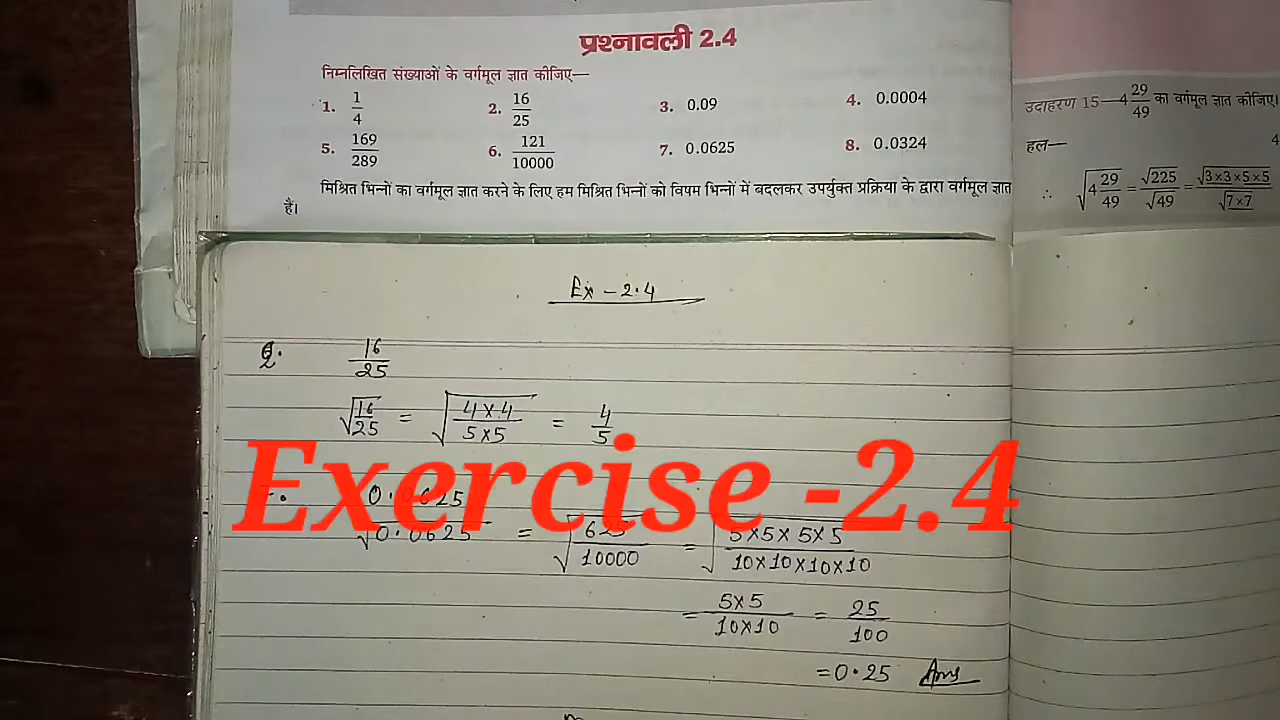 प्रश्नावली 2.4
निम्नलिखित संख्याओं के वर्गमूल ज्ञात कीजिए—
1. 1/4 2. 16/25 3. 0.09 4. 0.0004
5. 169/289 6. 121/10000 7. 0.0625 8. 0.0324
मिश्रित भिन्नों का वर्गमूल ज्ञात करने के लिए हम मिश्रित भिन्नों को विषम भिन्नों में बदलकर उपर्युक्त प्रक्रिया के द्वारा वर्गमूल ज्ञात
हैं।
उदाहरण 15—4 29/49 का वर्गमूल ज्ञात कीजिए।
हल— 4
∴ √(4 29/49) = √225/√49 = √(3×3×5×5)/√(7×7)
Ex - 2.4
2. 16/25
√(16/25) = √((4×4)/(5×5)) = 4/5
Exercise -2.4
0.0625
√0.0625 = √(625/10000) = √((5×5×5×5)/(10×10×10×10))
= (5×5)/(10×10) = 25/100
= 0.25 Ans